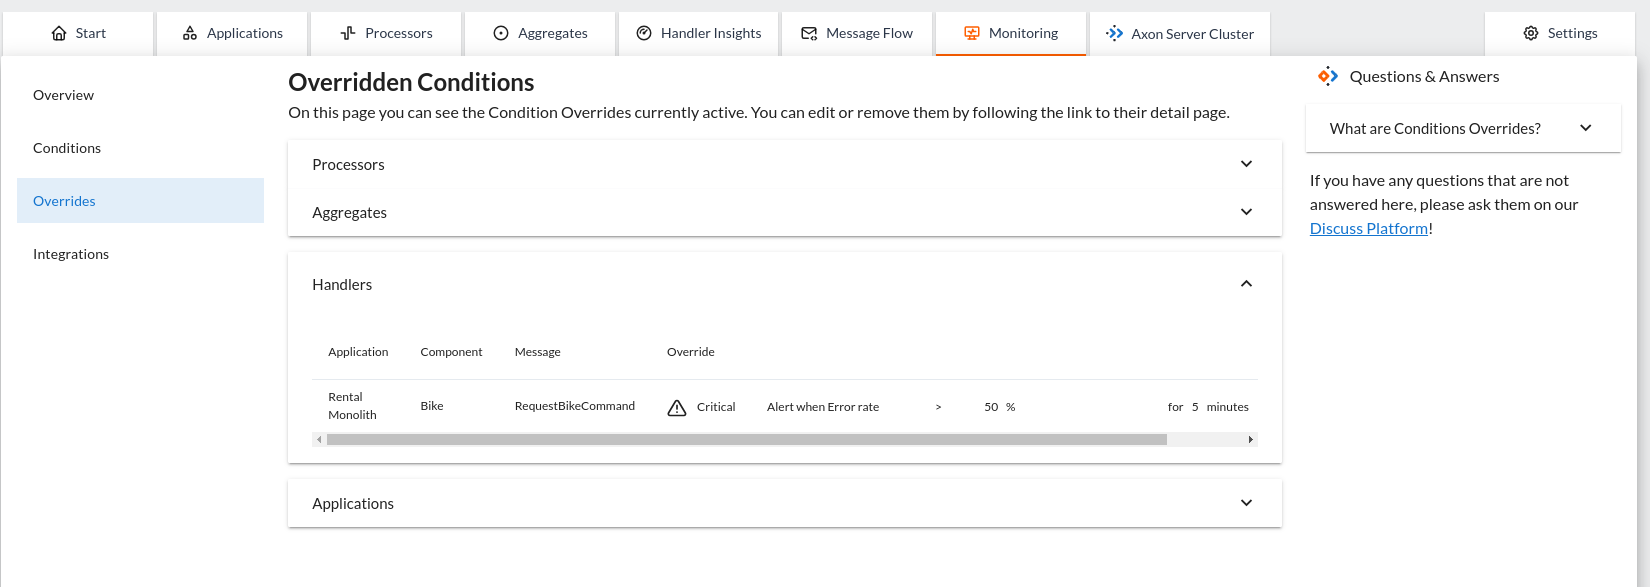 Start
Applications
Processors
Aggregates
Handler Insights
Message Flow
Monitoring
Axon Server Cluster
Settings
Overview
Conditions
Overrides
Integrations
Overridden Conditions
On this page you can see the Condition Overrides currently active. You can edit or remove them by following the link to their detail page.
Processors
Aggregates
Handlers
Application Component Message Override
Rental
Monolith
Bike RequestBikeCommand Critical Alert when Error rate > 50 % for 5 minutes
Applications
Questions & Answers
What are Conditions Overrides?
If you have any questions that are not
answered here, please ask them on our
Discuss Platform!